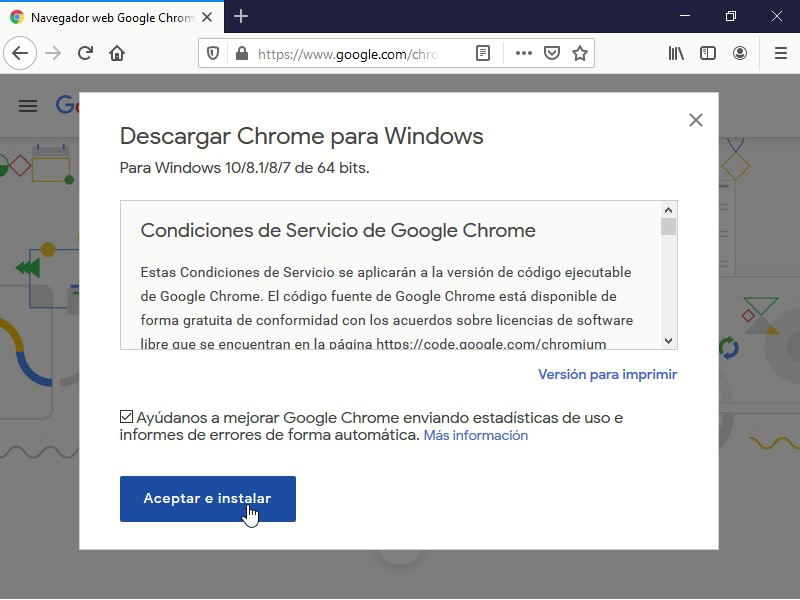 Navegador web Google Chrom
https://www.google.com/chro
Go
Descargar Chrome para Windows
Para Windows 10/8.1/8/7 de 64 bits.
Condiciones de Servicio de Google Chrome
Estas Condiciones de Servicio se aplicarán a la versión de código ejecutable
de Google Chrome. El código fuente de Google Chrome está disponible de
forma gratuita de conformidad con los acuerdos sobre licencias de software
libre que se encuentran en la página https://code.google.com/chromium
Versión para imprimir
Ayúdanos a mejorar Google Chrome enviando estadísticas de uso e
informes de errores de forma automática. Más información
Aceptar e instalar